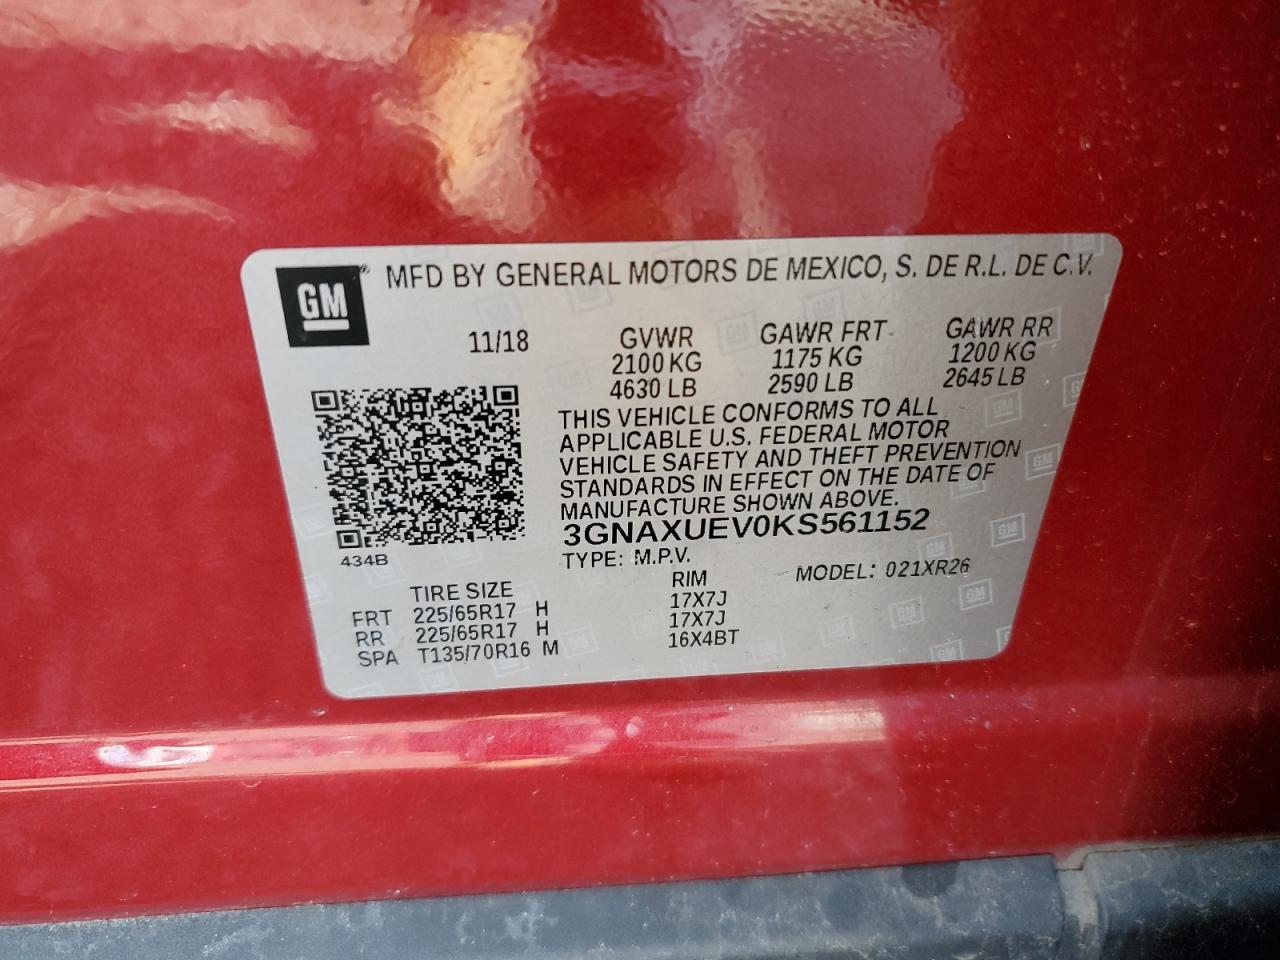 GM MFD BY GENERAL MOTORS DE MEXICO, S. DE R.L. DE C.V.
11/18 GVWR GAWR FRT GAWR RR
2100 KG 1175 KG 1200 KG
4630 LB 2590 LB 2645 LB
THIS VEHICLE CONFORMS TO ALL
APPLICABLE U.S. FEDERAL MOTOR
VEHICLE SAFETY AND THEFT PREVENTION
STANDARDS IN EFFECT ON THE DATE OF
MANUFACTURE SHOWN ABOVE.
3GNAXUEV0KS561152
434B
TYPE: M.P.V. MODEL: 021XR26
TIRE SIZE RIM
FRT 225/65R17 H 17X7J
RR 225/65R17 H 17X7J
SPA T135/70R16 M 16X4BT